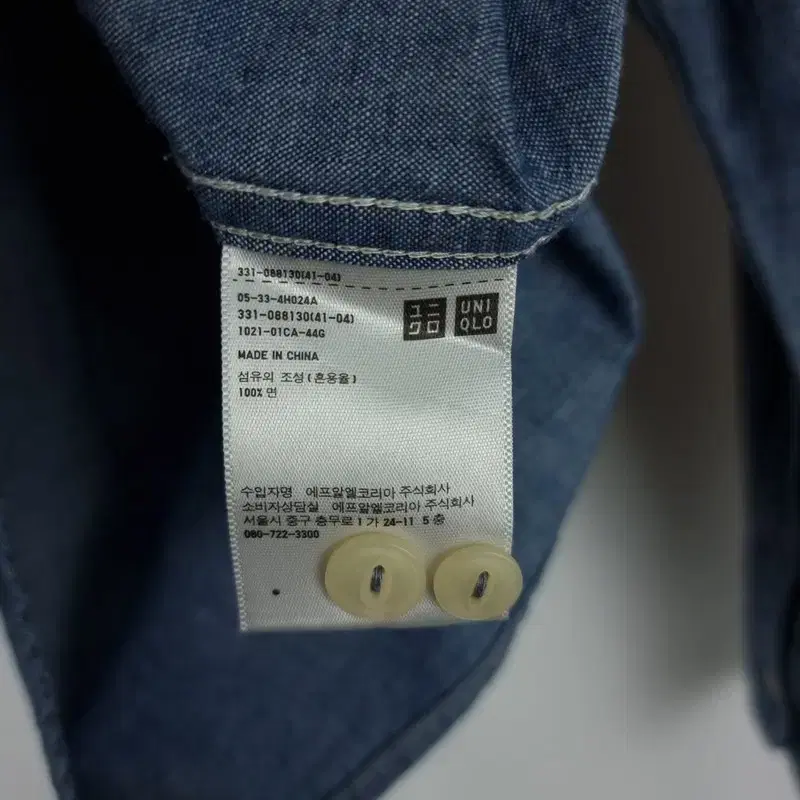 331-088130(41-04)
05-33-4H024A
331-088130(41-04)
1021-01CA-44G
ユニ
クロ
UNI
QLO
MADE IN CHINA
섬유의 조성(혼용율)
100% 면
수입자명 에프알엘코리아 주식회사
소비자상담실 에프알엘코리아 주식회사
서울시 중구 충무로 1 가 24-11 5 층
080-722-3300